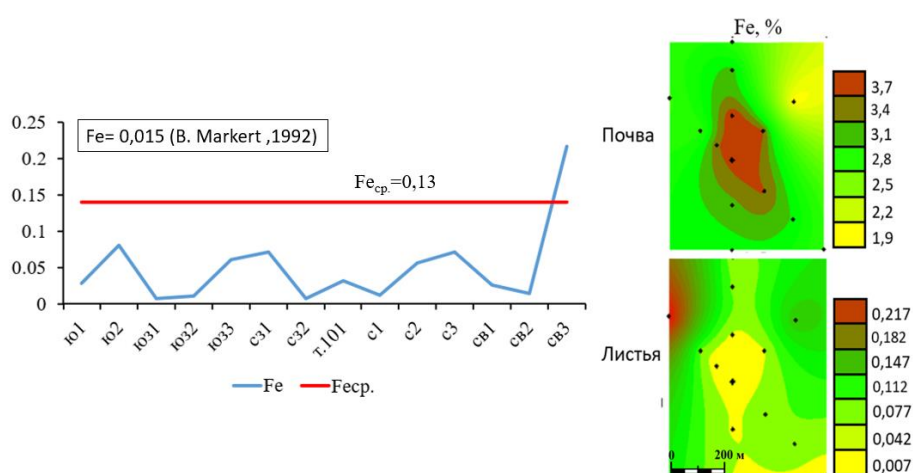 Fe, %
Fe= 0,015 (B. Markert ,1992)
Feср.=0,13
0.25
0.2
0.15
0.1
0.05
0
ю1
ю2
юз1
юз2
юз3
сз1
сз2
т.101
с1
с2
с3
св1
св2
св3
Fe
Feср.
Почва
3,7
3,4
3,1
2,8
2,5
2,2
1,9
Листья
0,217
0,182
0,147
0,112
0,077
0,042
0,007
0 200 м